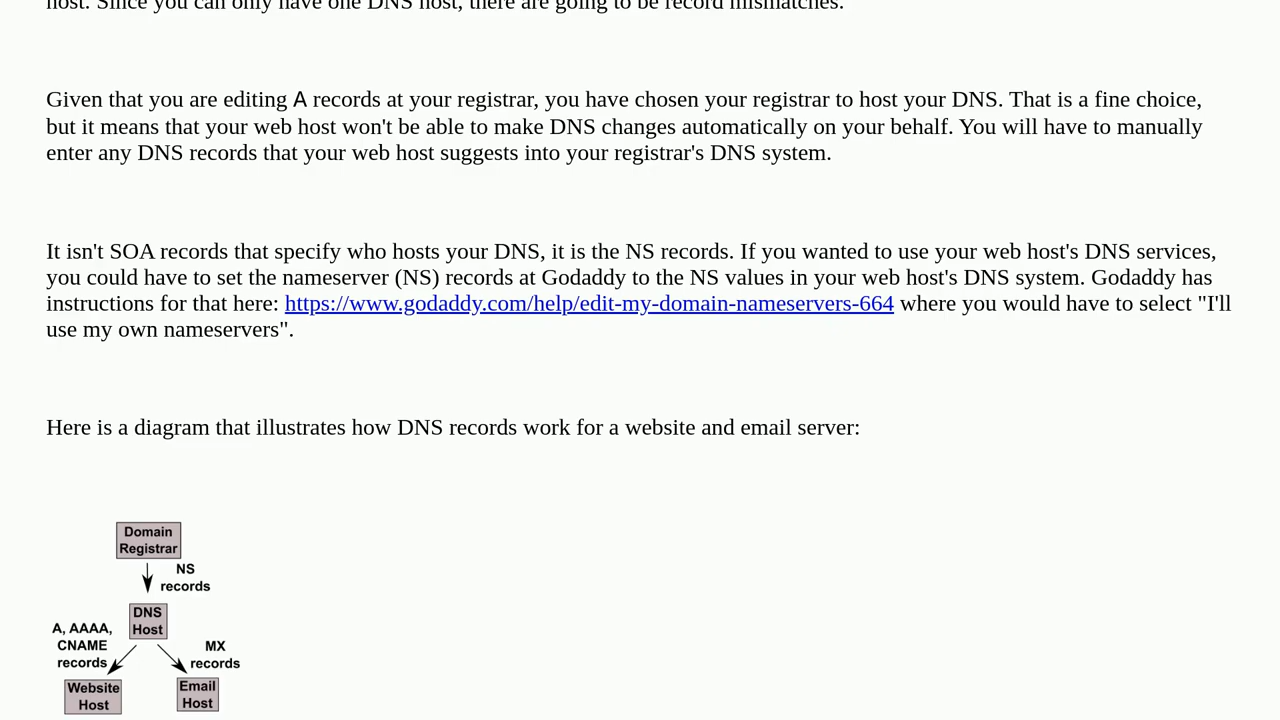 host. Since you can only have one DNS host, there are going to be record mismatches.
Given that you are editing A records at your registrar, you have chosen your registrar to host your DNS. That is a fine choice,
but it means that your web host won't be able to make DNS changes automatically on your behalf. You will have to manually
enter any DNS records that your web host suggests into your registrar's DNS system.
It isn't SOA records that specify who hosts your DNS, it is the NS records. If you wanted to use your web host's DNS services,
you could have to set the nameserver (NS) records at Godaddy to the NS values in your web host's DNS system. Godaddy has
instructions for that here: https://www.godaddy.com/help/edit-my-domain-nameservers-664 where you would have to select "I'll
use my own nameservers".
Here is a diagram that illustrates how DNS records work for a website and email server:
Domain
Registrar
NS
records
DNS
Host
A, AAAA,
CNAME
records
MX
records
Website
Host
Email
Host